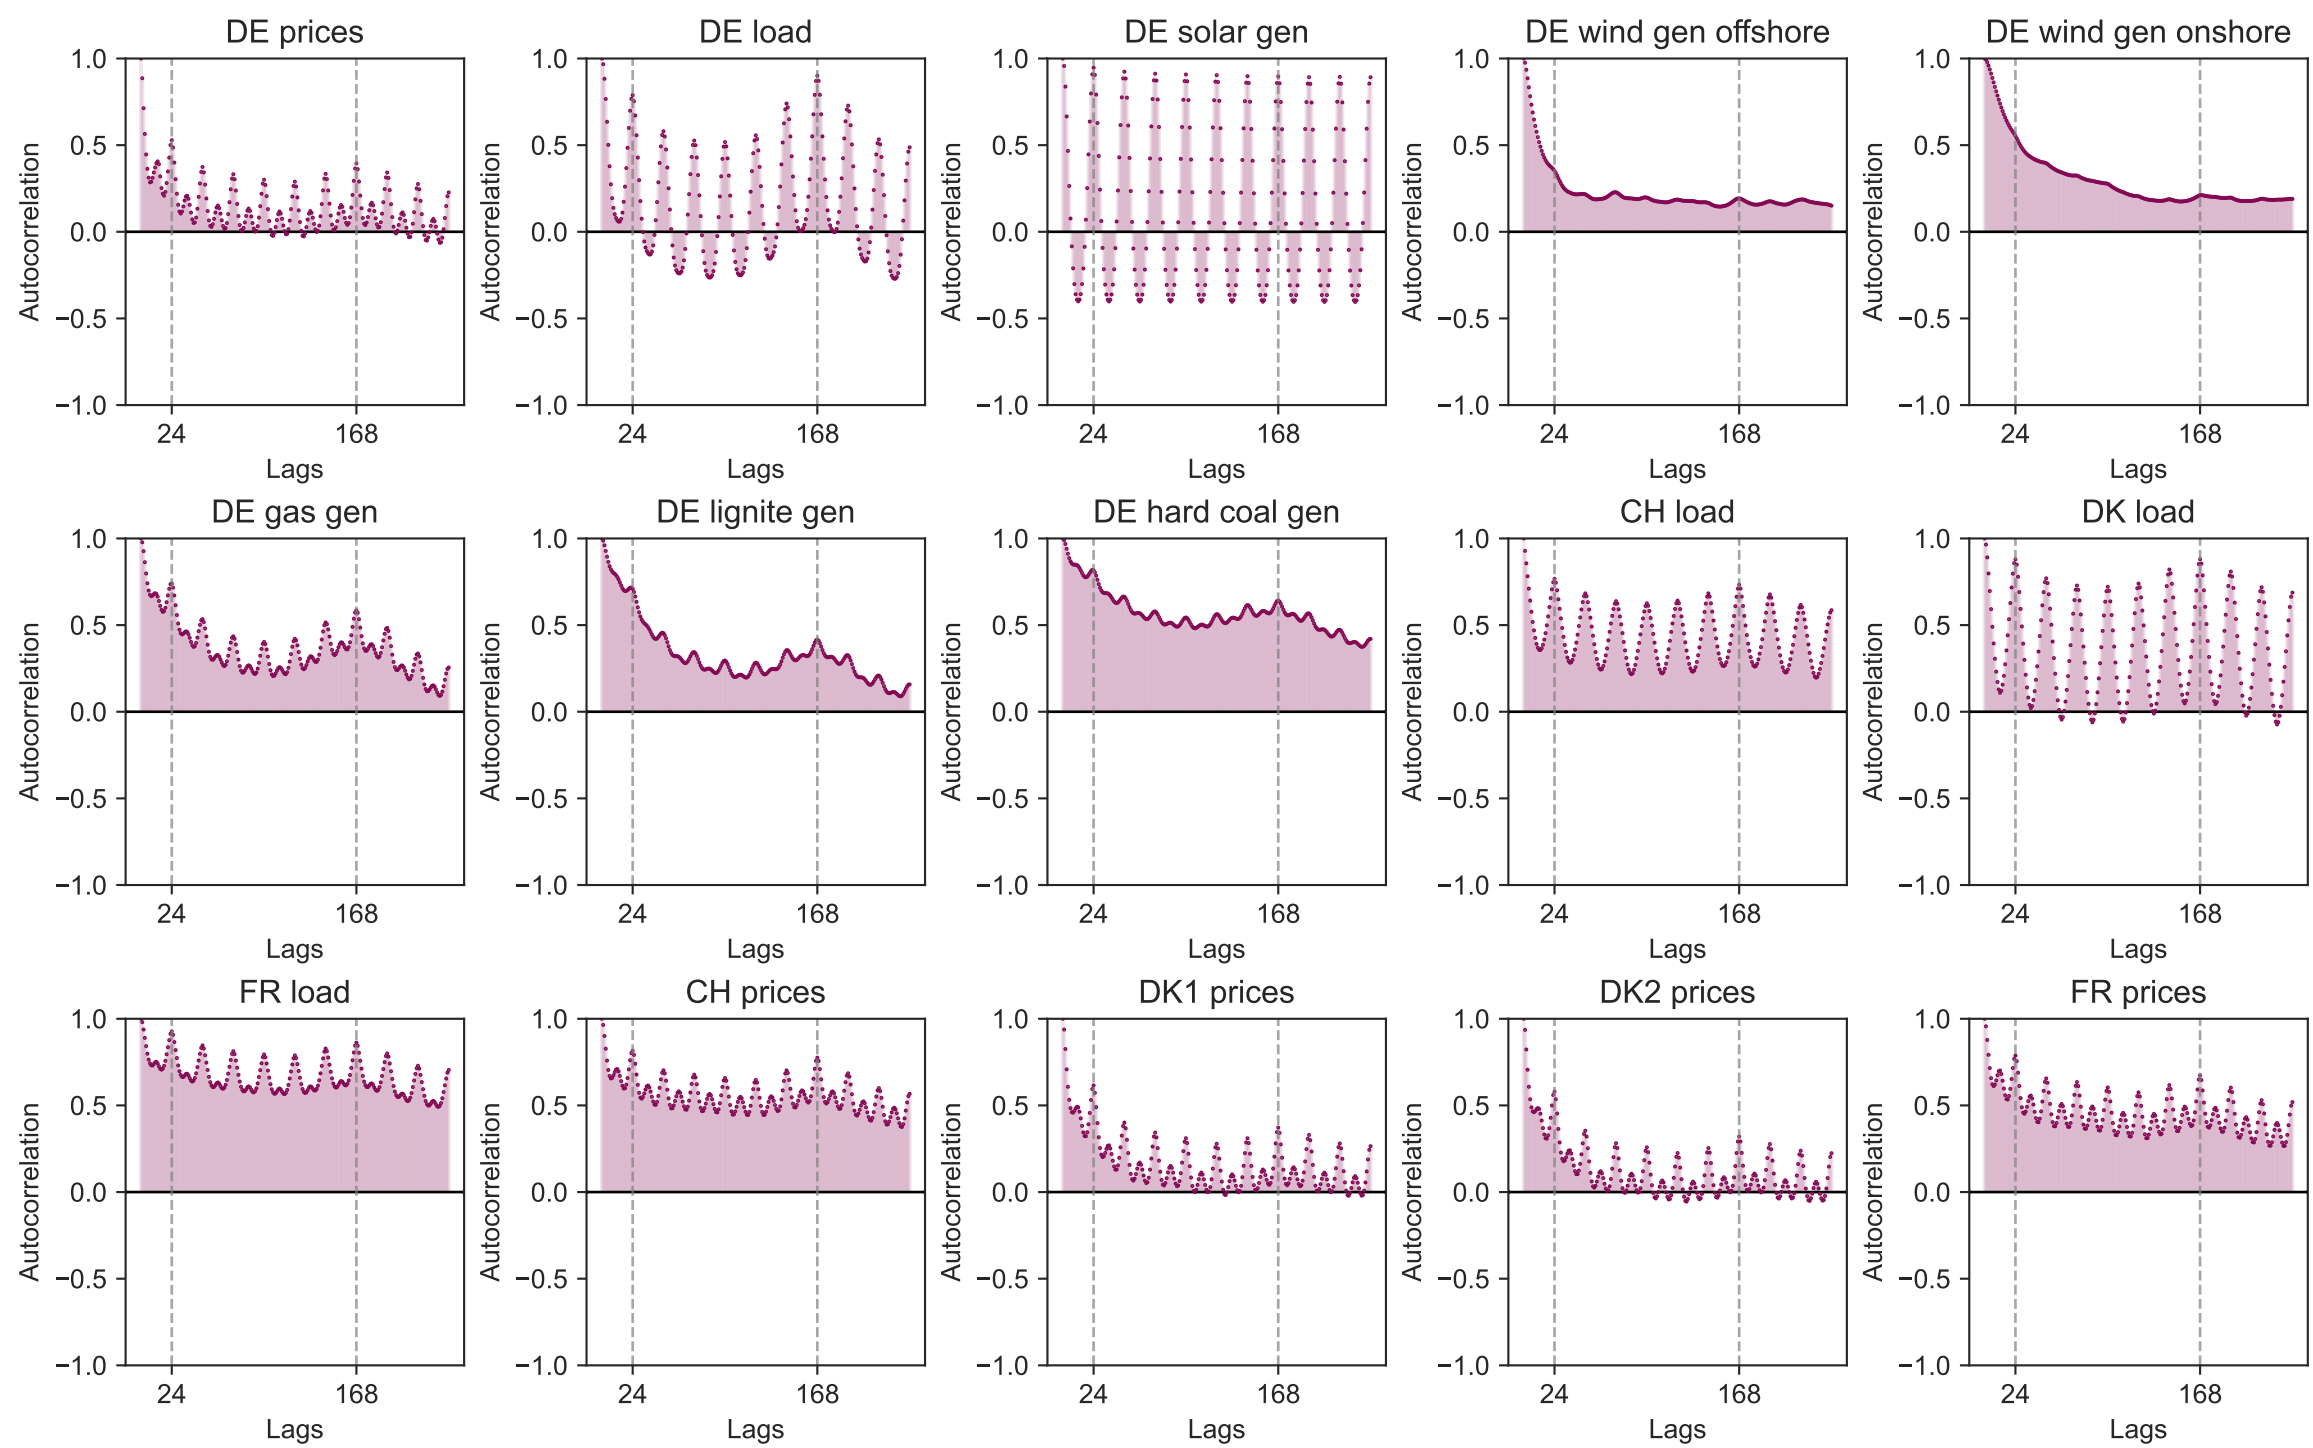 DE prices
DE load
DE solar gen
DE wind gen offshore
DE wind gen onshore
1.0
0.5
0.0
−0.5
−1.0
Autocorrelation
24
168
Lags
1.0
0.5
0.0
−0.5
−1.0
Autocorrelation
24
168
Lags
1.0
0.5
0.0
−0.5
−1.0
Autocorrelation
24
168
Lags
1.0
0.5
0.0
−0.5
−1.0
Autocorrelation
24
168
Lags
1.0
0.5
0.0
−0.5
−1.0
Autocorrelation
24
168
Lags
DE gas gen
DE lignite gen
DE hard coal gen
CH load
DK load
1.0
0.5
0.0
−0.5
−1.0
Autocorrelation
24
168
Lags
1.0
0.5
0.0
−0.5
−1.0
Autocorrelation
24
168
Lags
1.0
0.5
0.0
−0.5
−1.0
Autocorrelation
24
168
Lags
1.0
0.5
0.0
−0.5
−1.0
Autocorrelation
24
168
Lags
1.0
0.5
0.0
−0.5
−1.0
Autocorrelation
24
168
Lags
FR load
CH prices
DK1 prices
DK2 prices
FR prices
1.0
0.5
0.0
−0.5
−1.0
Autocorrelation
24
168
Lags
1.0
0.5
0.0
−0.5
−1.0
Autocorrelation
24
168
Lags
1.0
0.5
0.0
−0.5
−1.0
Autocorrelation
24
168
Lags
1.0
0.5
0.0
−0.5
−1.0
Autocorrelation
24
168
Lags
1.0
0.5
0.0
−0.5
−1.0
Autocorrelation
24
168
Lags